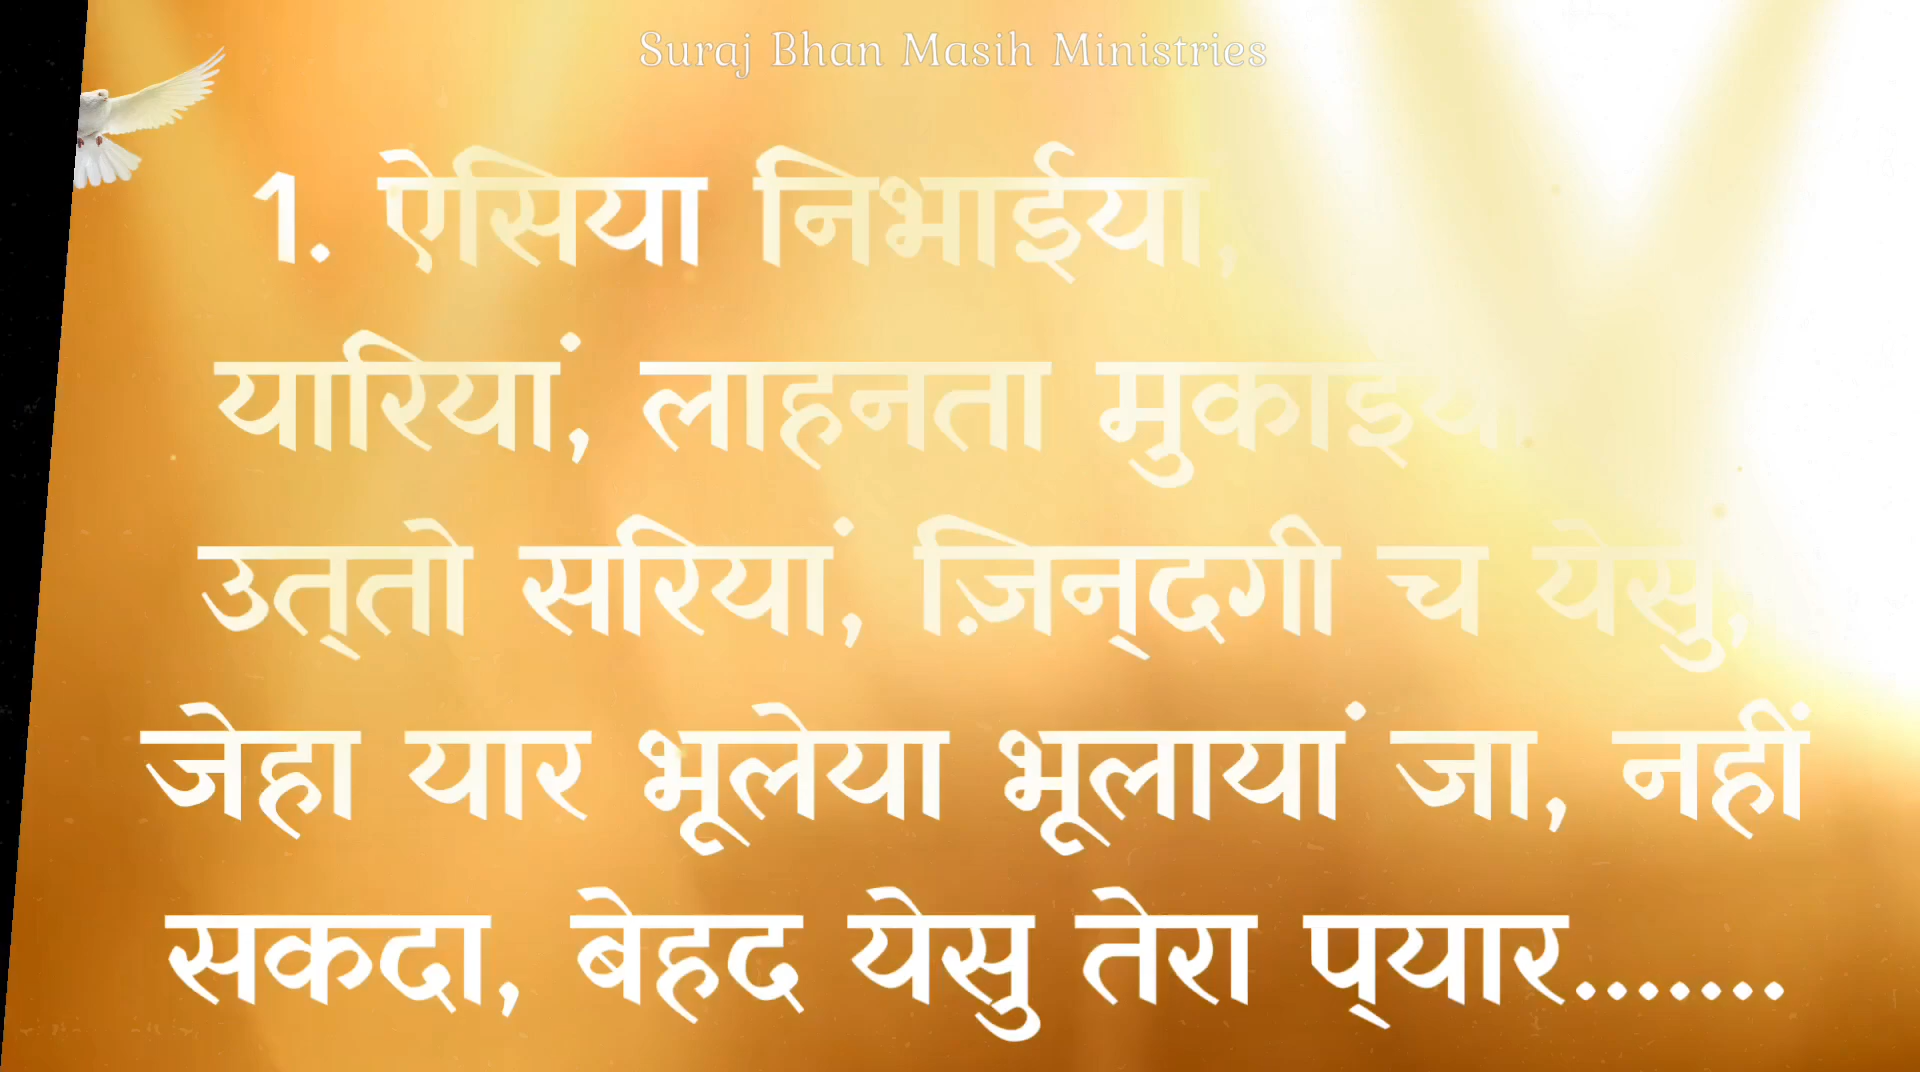 Suraj Bhan Masih Ministries
1. ऐसिया निभाईया,
यारियां, लाहनता मुकाइया
उत्‌तो सरियां, ज़िन्‌दगी च येसु,
जेहा यार भूलेया भूलायां जा, नहीं
सकदा, बेहद येसु तेरा प्‌यार.......